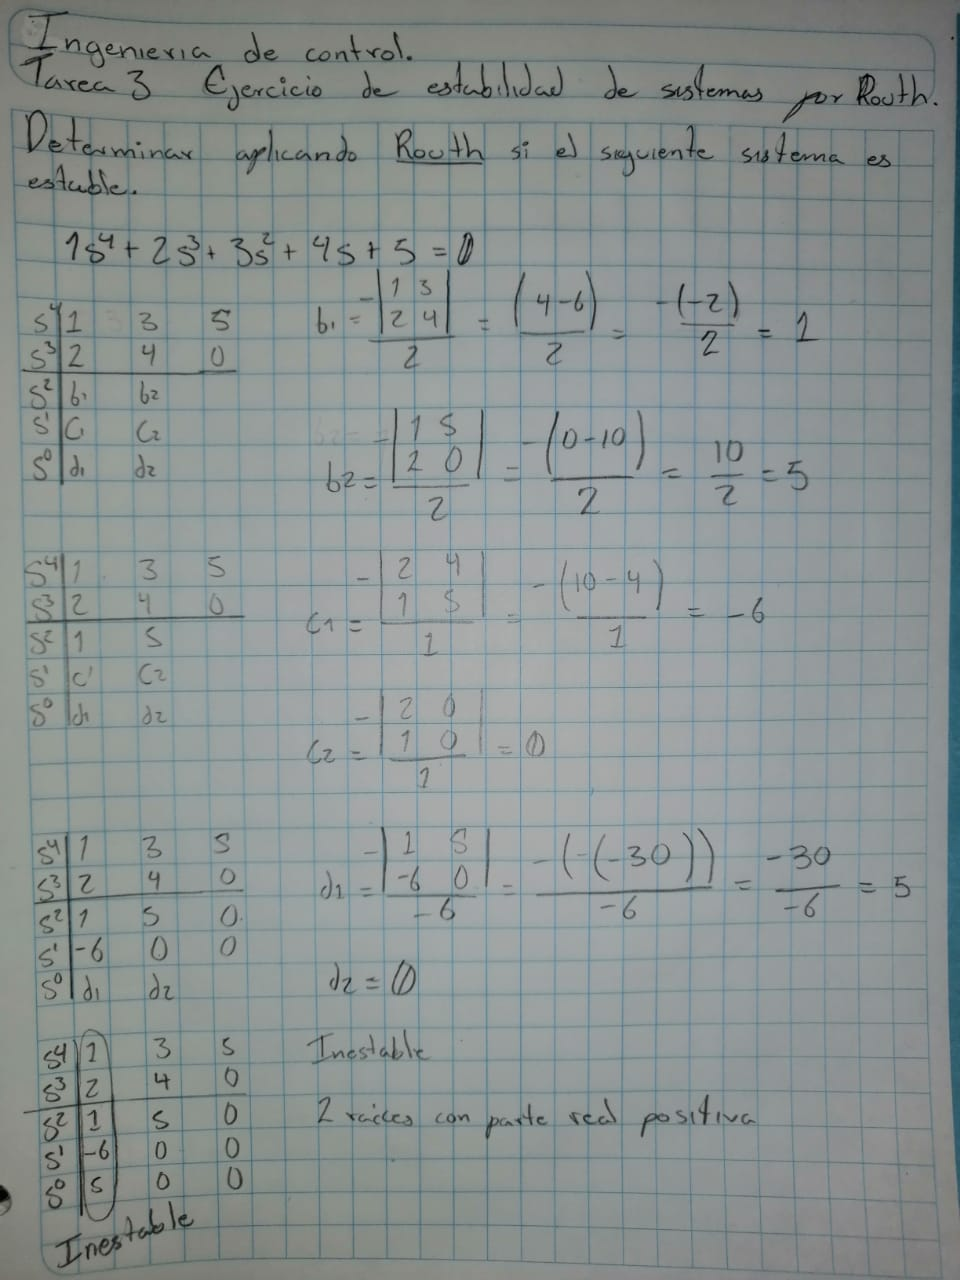 Ingenieria de control.
Tarea 3 Ejercicio de estabilidad de sistemas por Routh.
Determinar aplicando Routh si el siguiente sistema es
estable.
1s⁴ + 2s³ + 3s² + 4s + 5 = 0
s⁴ | 1 3 5
s³ | 2 4 0
s² | b₁ b₂
s¹ | c₁ c₂
s⁰ | d₁ d₂
b₁ = -|1 3; 2 4| / 2 = (4-6) / 2 = -(-2) / 2 = 1
b₂ = -|1 5; 2 0| / 2 = -(0-10) / 2 = 10 / 2 = 5
s⁴ | 1 3 5
s³ | 2 4 0
s² | 1 5
s¹ | c¹ c₂
s⁰ | d₁ d₂
c₁ = -|2 4; 1 5| / 1 = -(10-4) / 1 = -6
c₂ = -|2 0; 1 0| / 1 = 0
s⁴ | 1 3 5
s³ | 2 4 0
s² | 1 5 0.
s¹ | -6 0 0
s⁰ | d₁ d₂
d₁ = -|1 5; -6 0| / -6 = -(-(-30)) / -6 = -30 / -6 = 5
d₂ = 0
s⁴ | 1 3 5
s³ | 2 4 0
s² | 1 5 0
s¹ | -6 0 0
s⁰ | 5 0 0
Inestable
Inestable
2 raices con parte real positiva